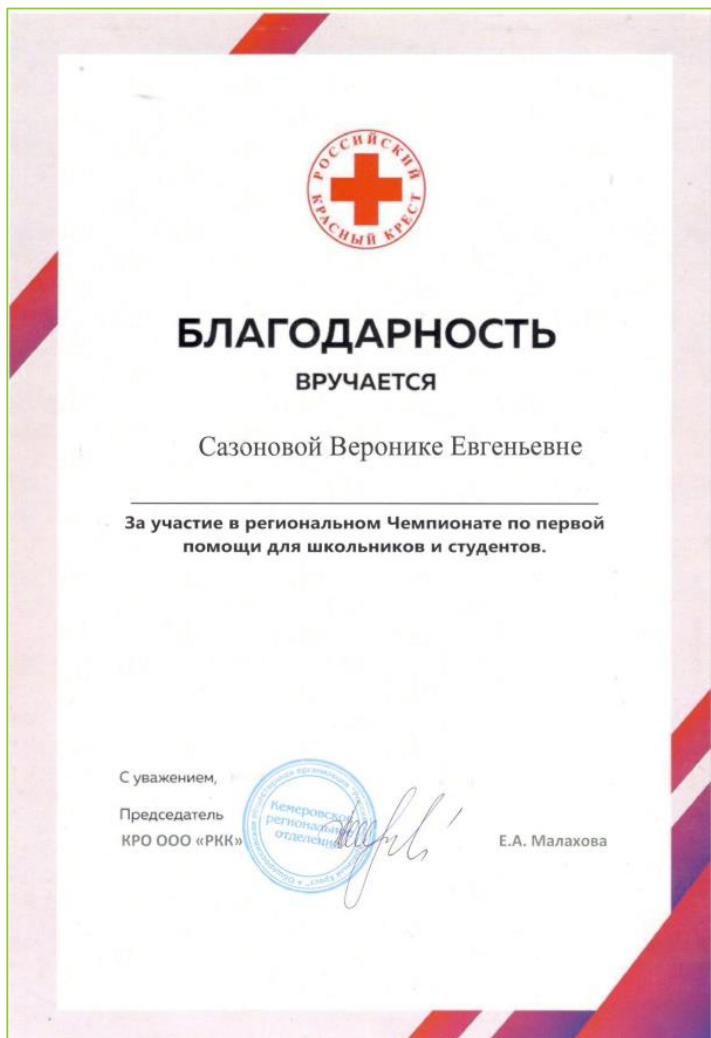 РОССИЙСКИЙ
КРАСНЫЙ КРЕСТ
БЛАГОДАРНОСТЬ
ВРУЧАЕТСЯ
Сазоновой Веронике Евгеньевне
За участие в региональном Чемпионате по первой
помощи для школьников и студентов.
С уважением,
Председатель
КРО ООО «РКК»
Кемеровское
региональное
отделение
Е.А. Малахова